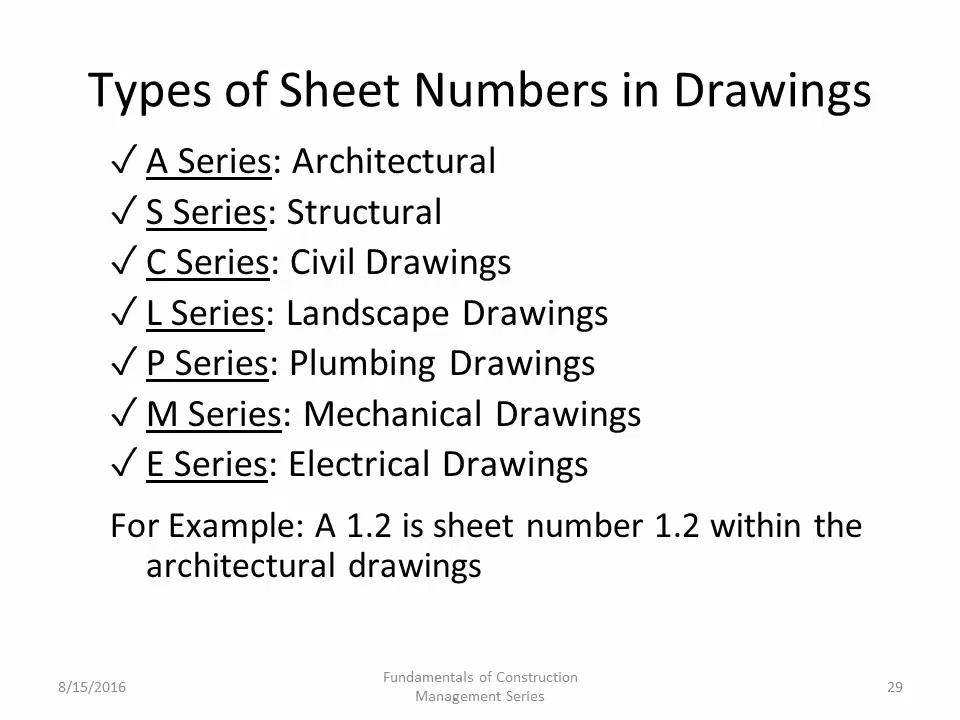 Types of Sheet Numbers in Drawings
✓ A Series: Architectural
✓ S Series: Structural
✓ C Series: Civil Drawings
✓ L Series: Landscape Drawings
✓ P Series: Plumbing Drawings
✓ M Series: Mechanical Drawings
✓ E Series: Electrical Drawings
For Example: A 1.2 is sheet number 1.2 within the
architectural drawings
8/15/2016
Fundamentals of Construction
Management Series
29